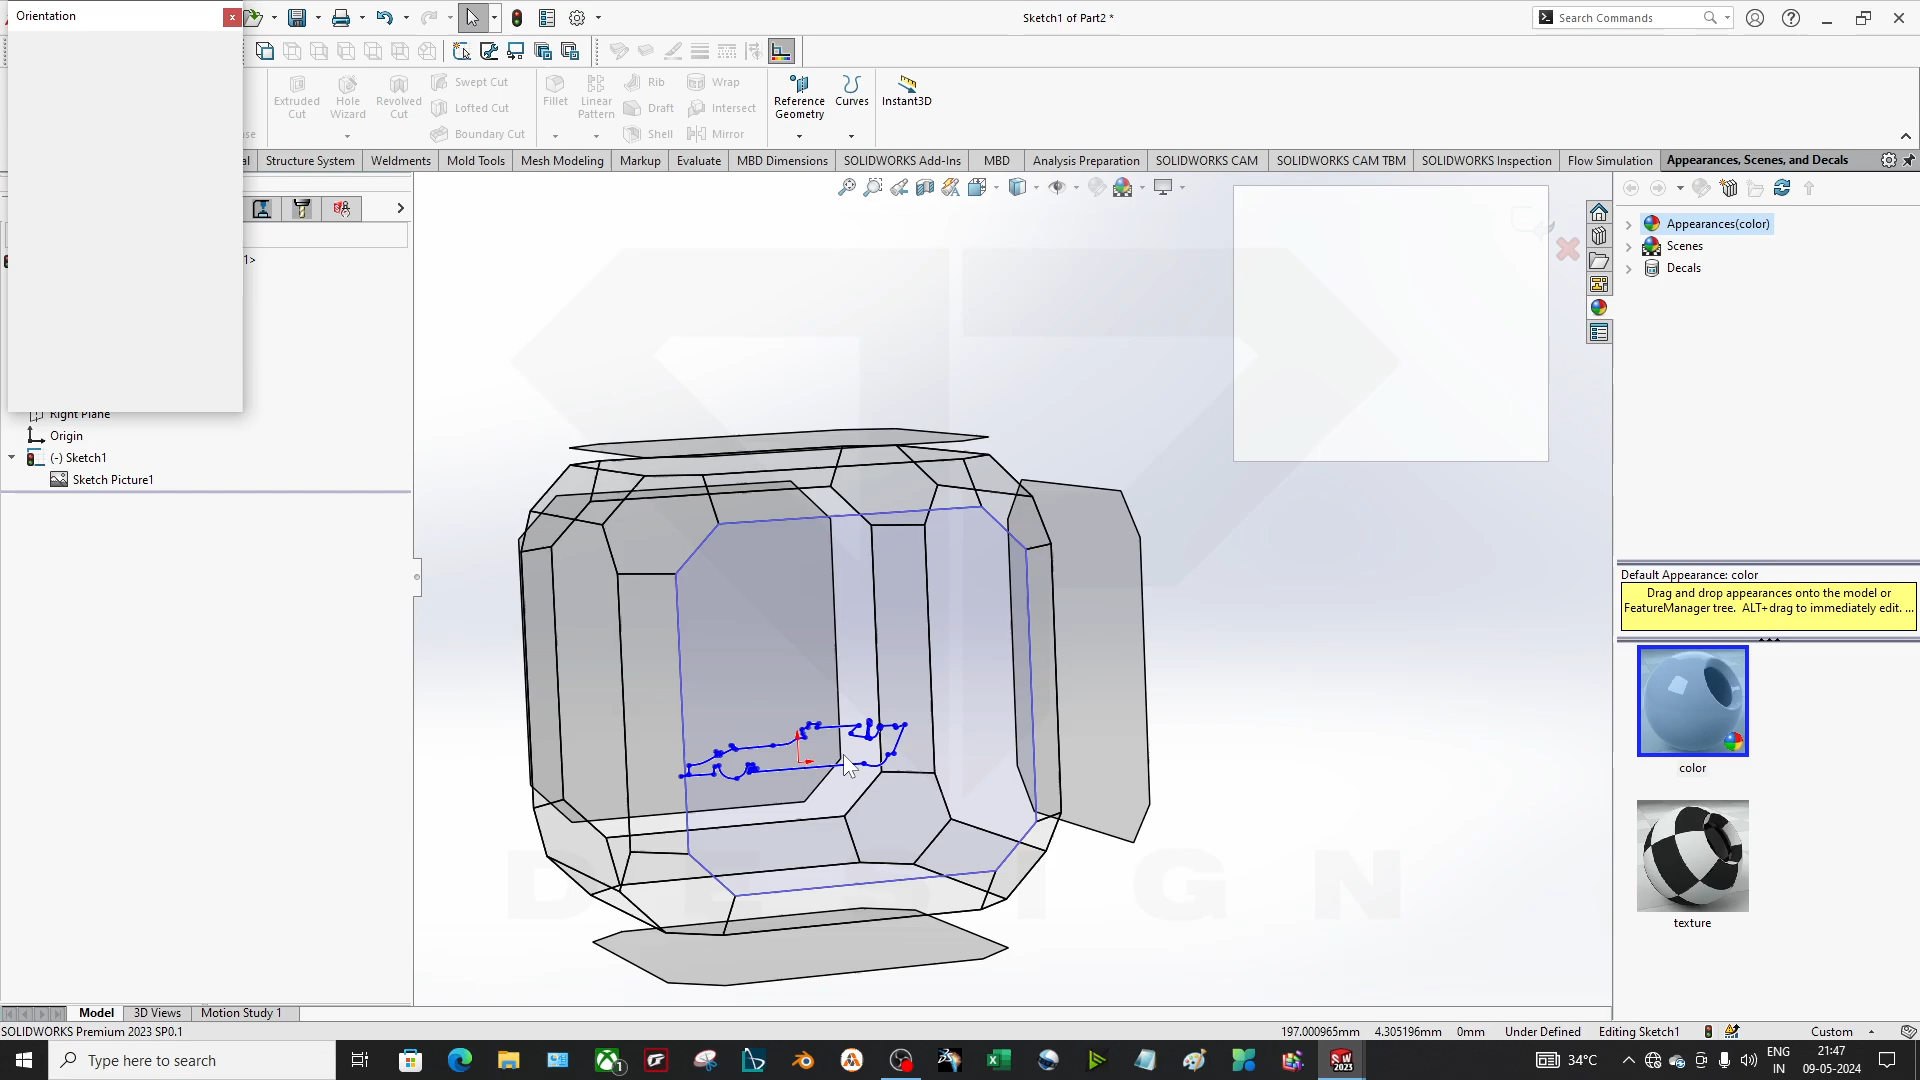 Orientation
Sketch1 of Part2 *
Search Commands
Extruded Cut
Hole Wizard
Revolved Cut
Swept Cut
Lofted Cut
Boundary Cut
Fillet
Linear Pattern
Rib
Draft
Shell
Wrap
Intersect
Mirror
Reference Geometry
Curves
Instant3D
Structure System
Weldments
Mold Tools
Mesh Modeling
Markup
Evaluate
MBD Dimensions
SOLIDWORKS Add-Ins
MBD
Analysis Preparation
SOLIDWORKS CAM
SOLIDWORKS CAM TBM
SOLIDWORKS Inspection
Flow Simulation
Appearances, Scenes, and Decals
1>
Appearances(color)
Scenes
Decals
Right Plane
Origin
(-) Sketch1
Sketch Picture1
Default Appearance: color
Drag and drop appearances onto the model or
FeatureManager tree. ALT+drag to immediately edit. ...
color
texture
DESIGN
Model
3D Views
Motion Study 1
SOLIDWORKS Premium 2023 SP0.1
197.000965mm
4.305196mm
0mm
Under Defined
Editing Sketch1
Custom
Type here to search
34°C
ENG
IN
21:47
09-05-2024